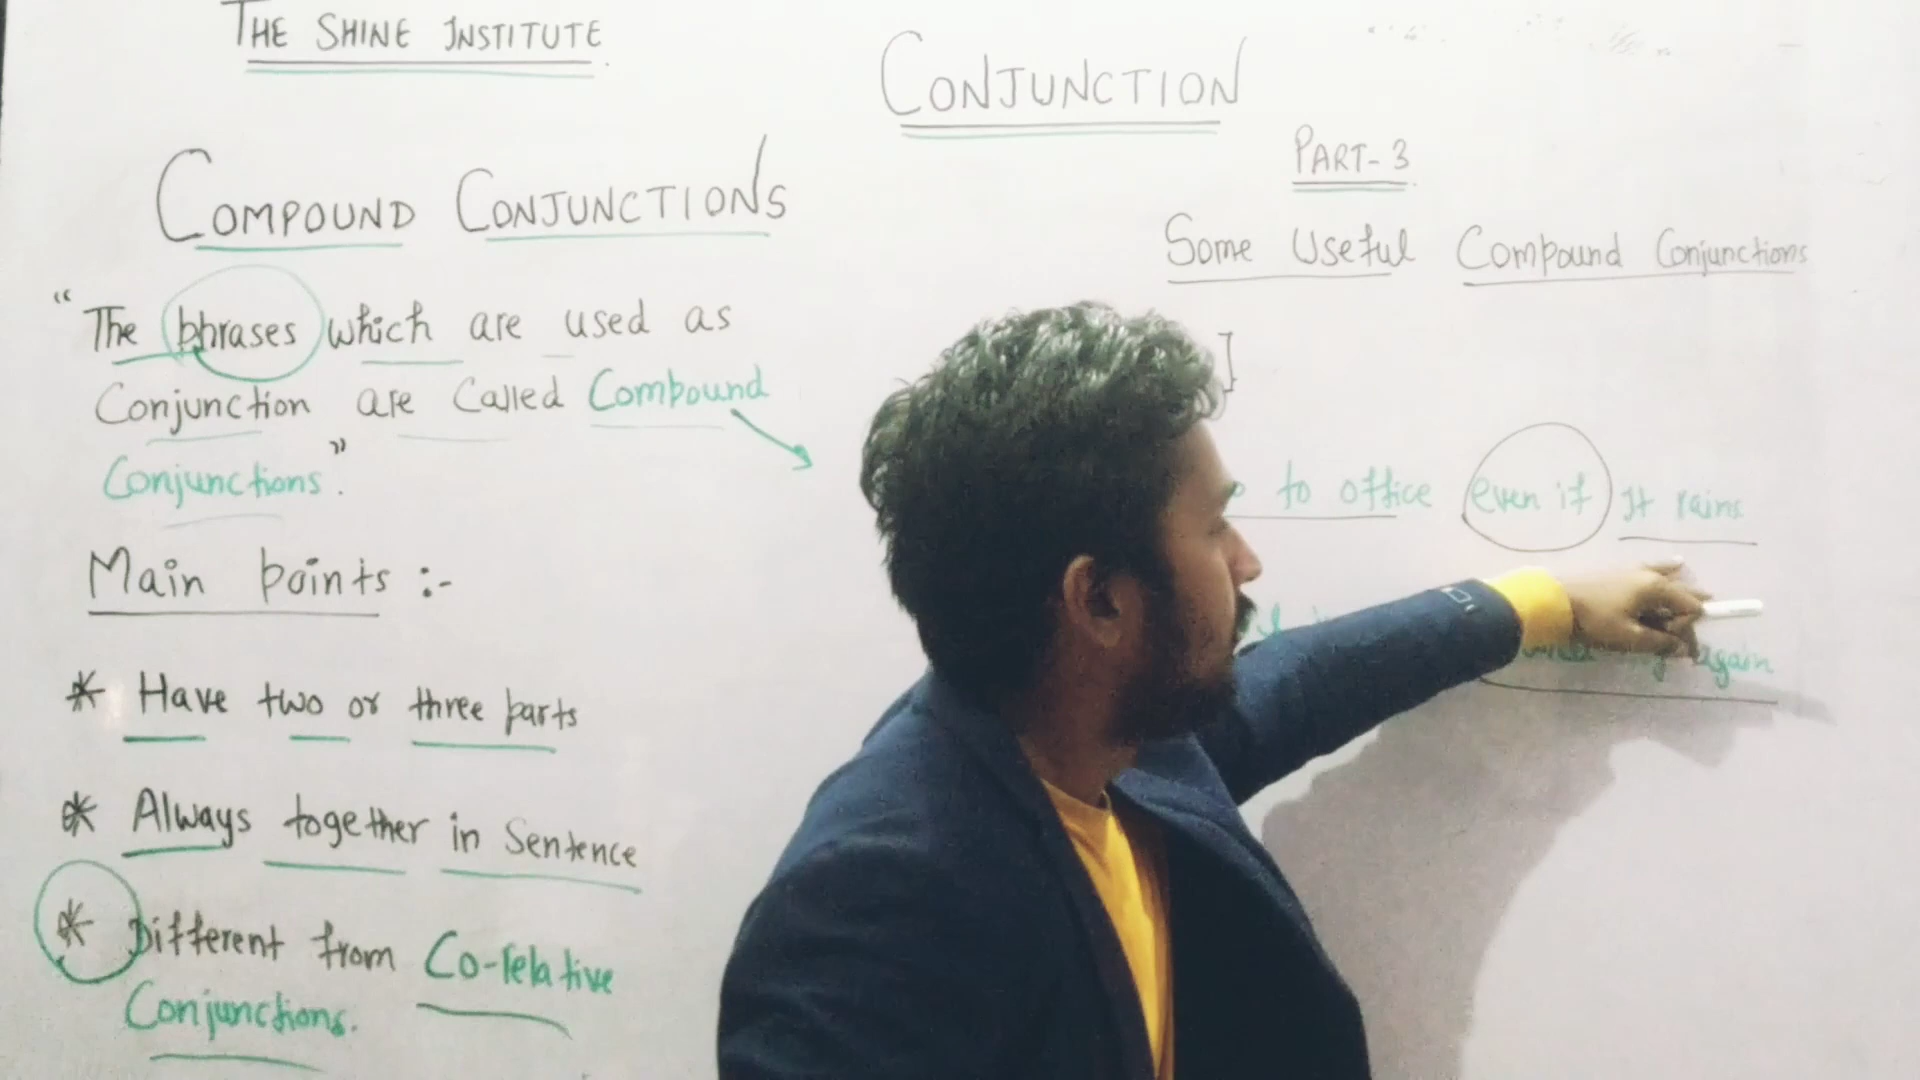 THE SHINE INSTITUTE
CONJUNCTION
PART-3
COMPOUND CONJUNCTIONS
"The phrases which are used as
Conjunction are called Compound
Conjunctions."
Main points :-
* Have two or three parts
* Always together in Sentence
* Different from Co-relative
Conjunctions.
Some Useful Compound Conjunctions
]
to office even if It rains
again